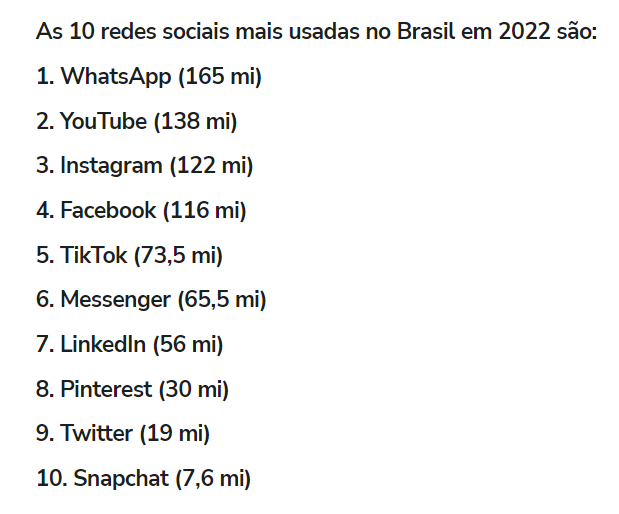 As 10 redes sociais mais usadas no Brasil em 2022 são:
1. WhatsApp (165 mi)
2. YouTube (138 mi)
3. Instagram (122 mi)
4. Facebook (116 mi)
5. TikTok (73,5 mi)
6. Messenger (65,5 mi)
7. LinkedIn (56 mi)
8. Pinterest (30 mi)
9. Twitter (19 mi)
10. Snapchat (7,6 mi)